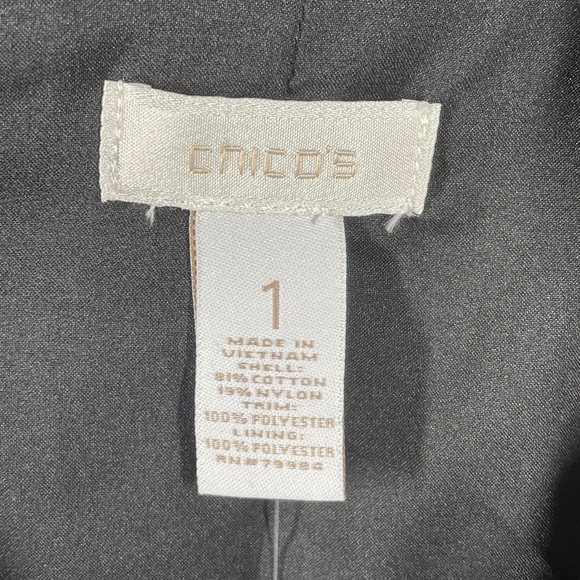 CHICO'S
1
MADE IN
VIETNAM
SHELL:
81% COTTON
19% NYLON
TRIM:
100% POLYESTER
LINING:
100% POLYESTER
RN#79984